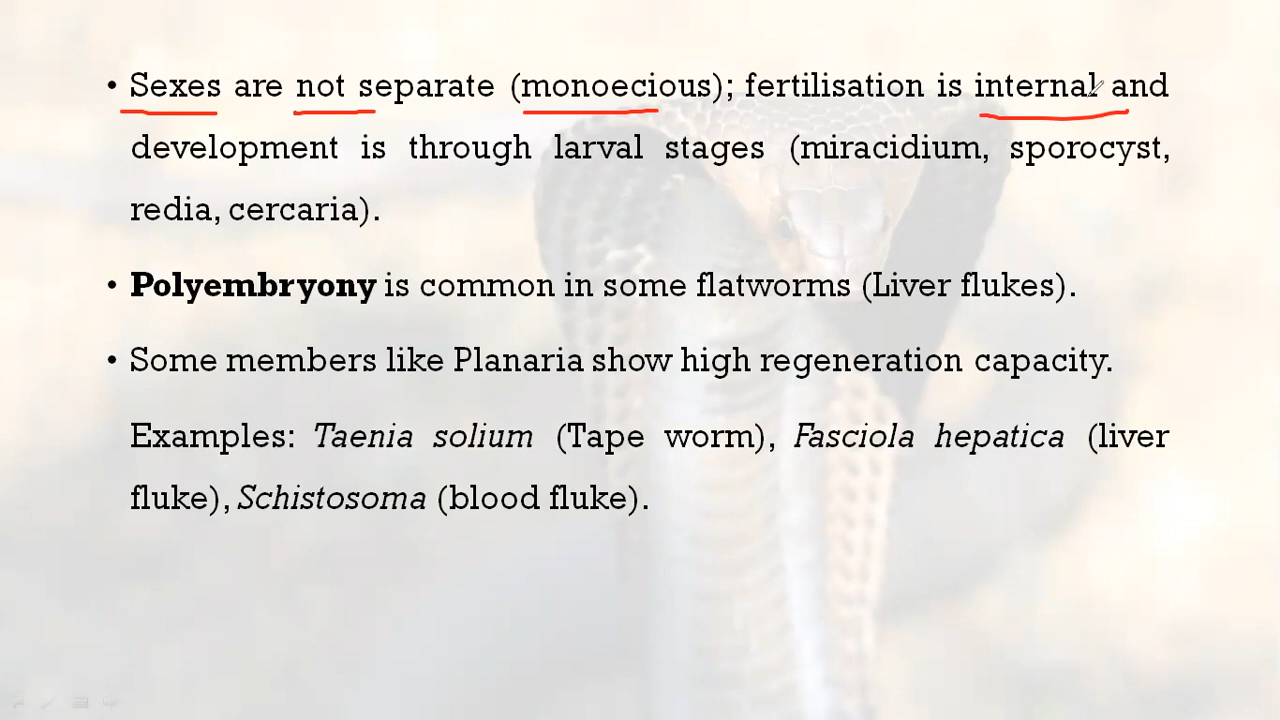 • Sexes are not separate (monoecious); fertilisation is internal and
development is through larval stages (miracidium, sporocyst,
redia, cercaria).
• Polyembryony is common in some flatworms (Liver flukes).
• Some members like Planaria show high regeneration capacity.
Examples: Taenia solium (Tape worm), Fasciola hepatica (liver
fluke), Schistosoma (blood fluke).